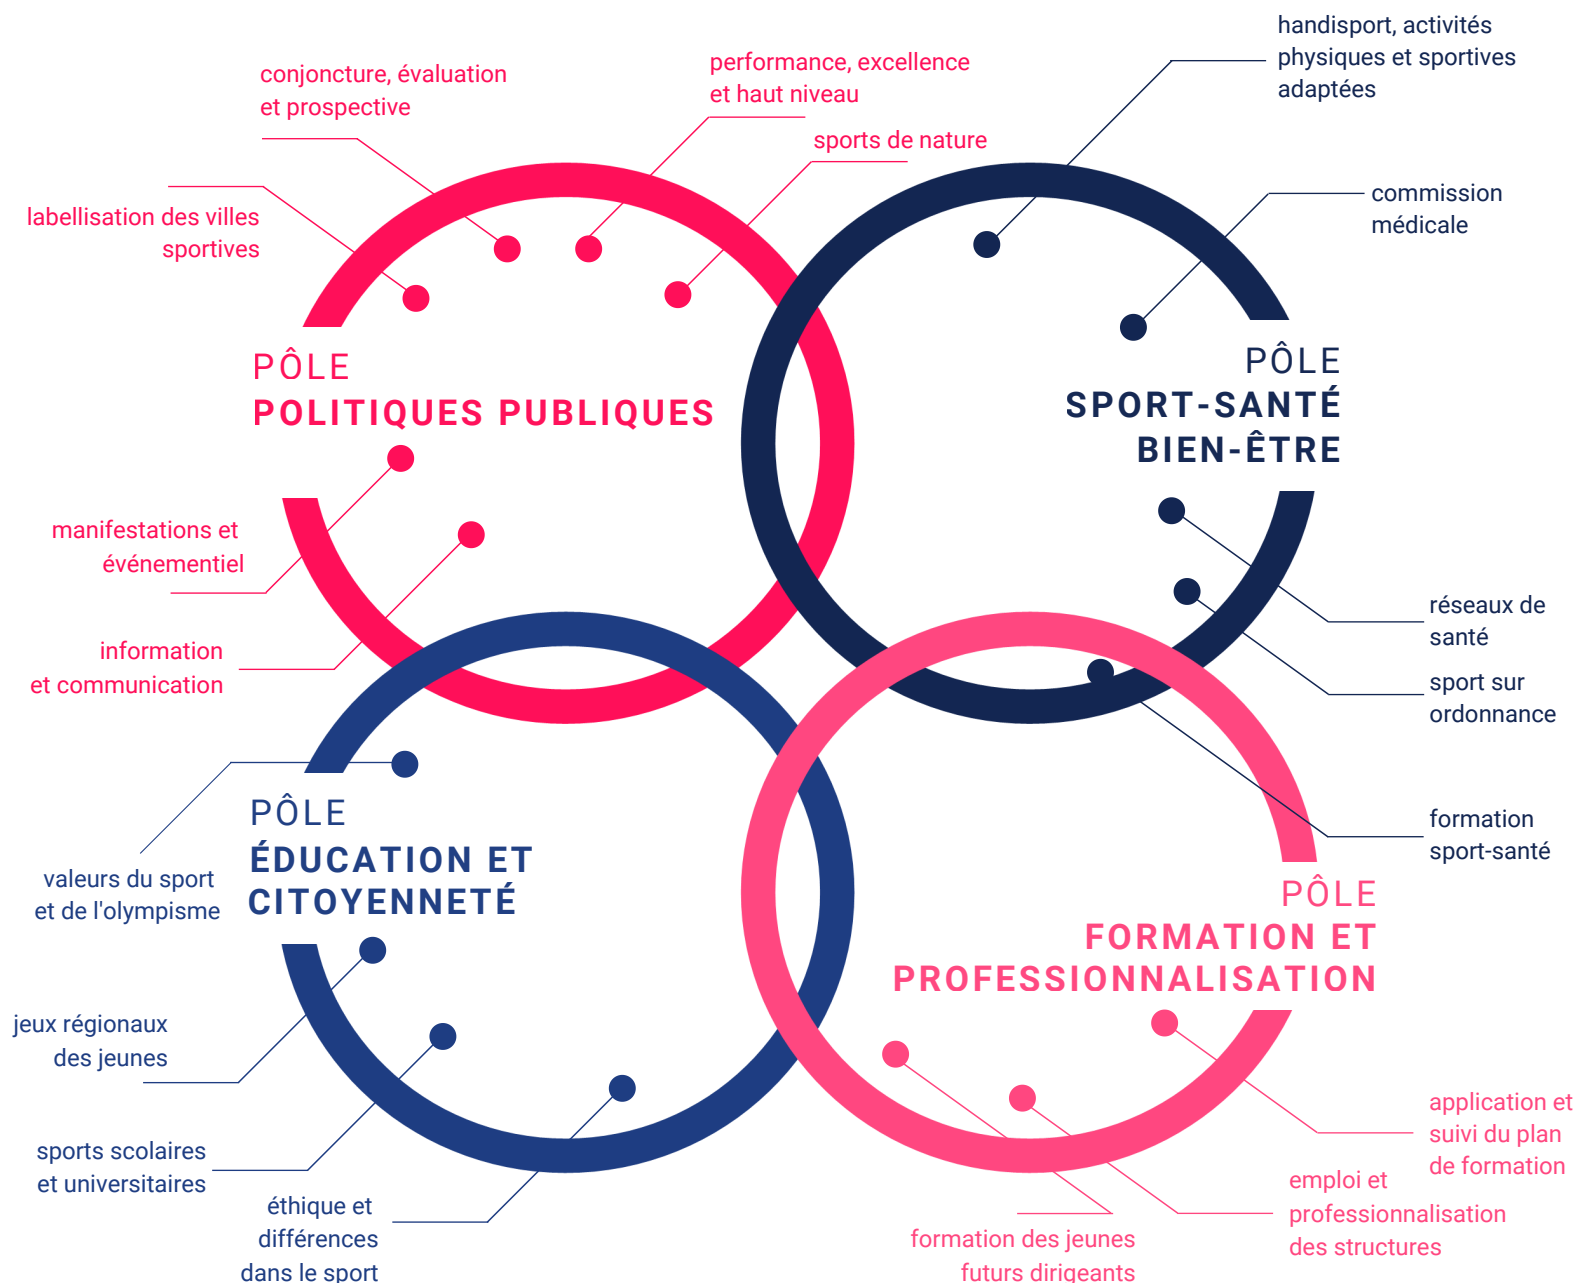 conjoncture, évaluation
et prospective
performance, excellence
et haut niveau
sports de nature
labellisation des villes
sportives
PÔLE
POLITIQUES PUBLIQUES
manifestations et
événementiel
information
et communication
handisport, activités
physiques et sportives
adaptées
commission
médicale
PÔLE
SPORT-SANTÉ
BIEN-ÊTRE
réseaux de
santé
sport sur
ordonnance
formation
sport-santé
PÔLE
ÉDUCATION ET
CITOYENNETÉ
valeurs du sport
et de l'olympisme
jeux régionaux
des jeunes
sports scolaires
et universitaires
éthique et
différences
dans le sport
PÔLE
FORMATION ET
PROFESSIONNALISATION
application et
suivi du plan
de formation
emploi et
professionnalisation
des structures
formation des jeunes
futurs dirigeants